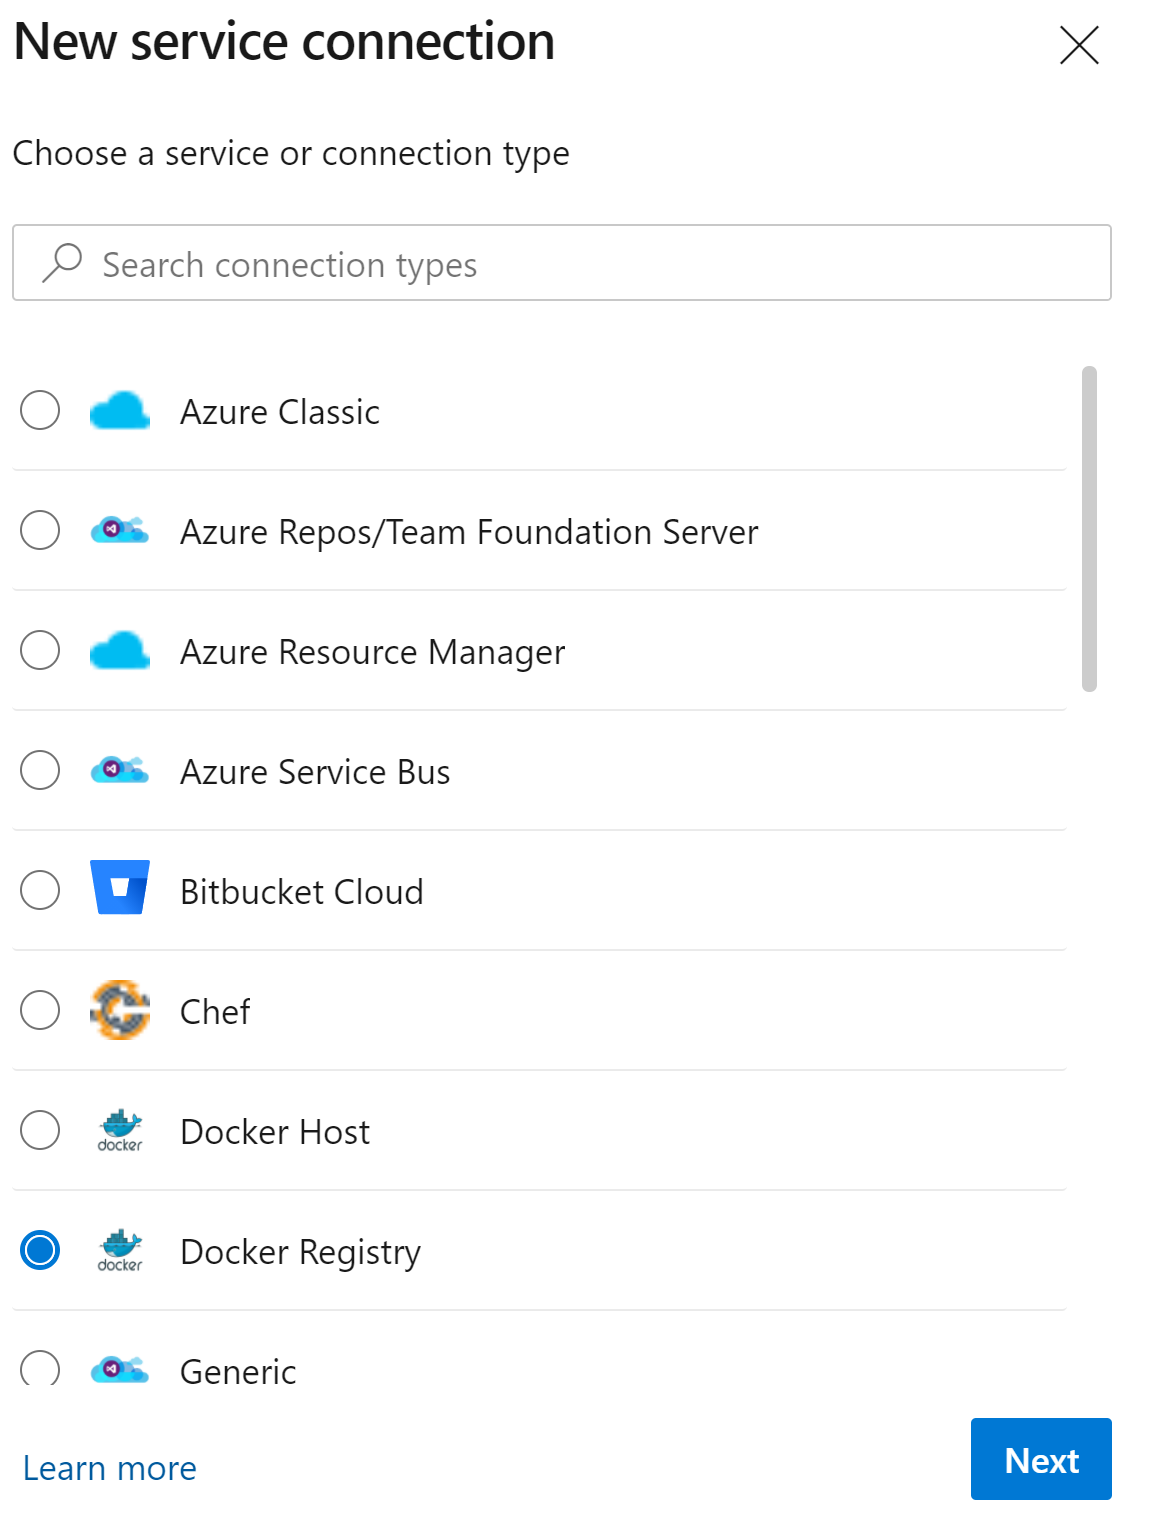 New service connection
Choose a service or connection type
Search connection types
Azure Classic
Azure Repos/Team Foundation Server
Azure Resource Manager
Azure Service Bus
Bitbucket Cloud
Chef
docker
Docker Host
docker
Docker Registry
Generic
Learn more
Next